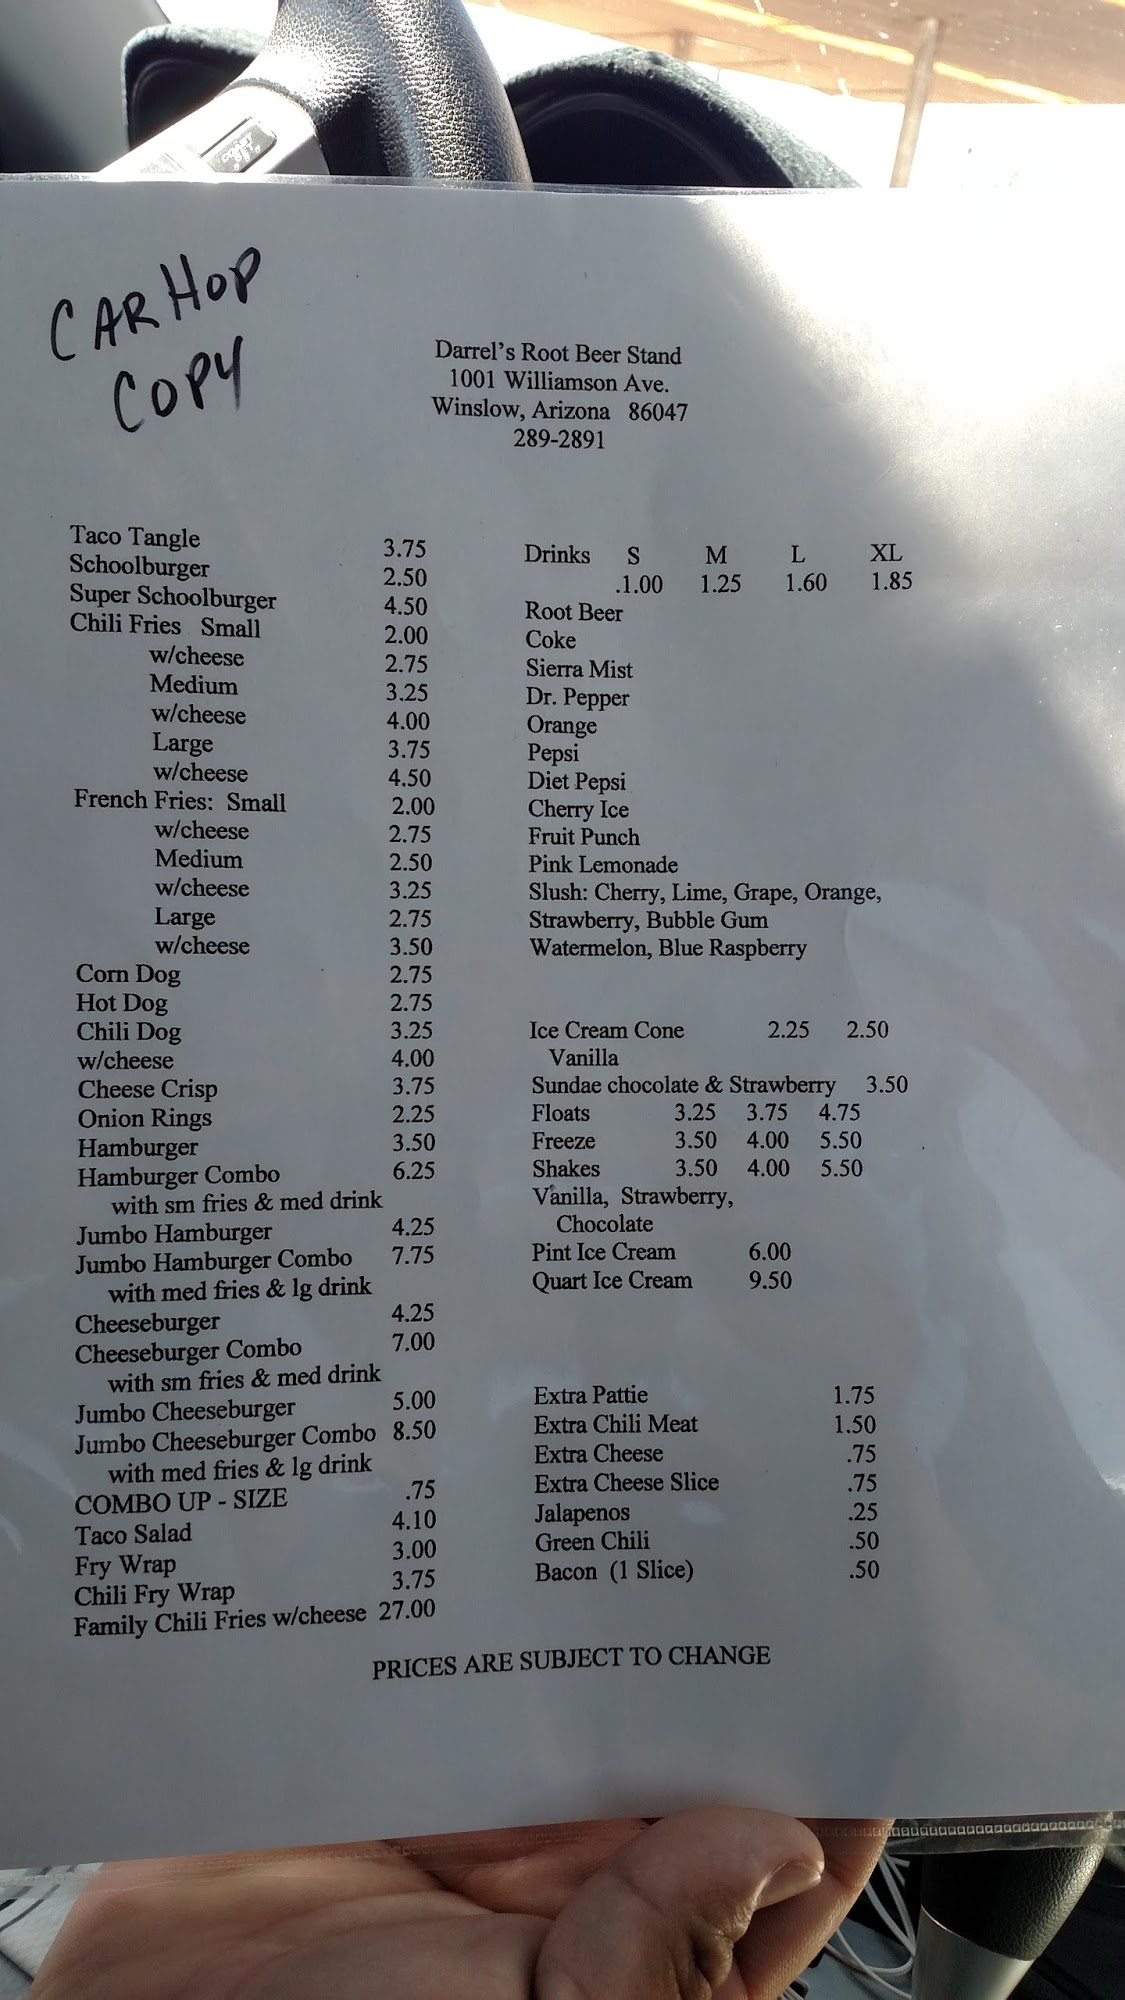 CAR HOP
COPY
Darrel's Root Beer Stand
1001 Williamson Ave.
Winslow, Arizona 86047
289-2891
Taco Tangle 3.75
Schoolburger 2.50
Super Schoolburger 4.50
Chili Fries Small 2.00
w/cheese 2.75
Medium 3.25
w/cheese 4.00
Large 3.75
w/cheese 4.50
French Fries: Small 2.00
w/cheese 2.75
Medium 2.50
w/cheese 3.25
Large 2.75
w/cheese 3.50
Corn Dog 2.75
Hot Dog 2.75
Chili Dog 3.25
w/cheese 4.00
Cheese Crisp 3.75
Onion Rings 2.25
Hamburger 3.50
Hamburger Combo 6.25
with sm fries & med drink
Jumbo Hamburger 4.25
Jumbo Hamburger Combo 7.75
with med fries & lg drink
Cheeseburger 4.25
Cheeseburger Combo 7.00
with sm fries & med drink
Jumbo Cheeseburger 5.00
Jumbo Cheeseburger Combo 8.50
with med fries & lg drink
COMBO UP - SIZE .75
Taco Salad 4.10
Fry Wrap 3.00
Chili Fry Wrap 3.75
Family Chili Fries w/cheese 27.00
Drinks S M L XL
.1.00 1.25 1.60 1.85
Root Beer
Coke
Sierra Mist
Dr. Pepper
Orange
Pepsi
Diet Pepsi
Cherry Ice
Fruit Punch
Pink Lemonade
Slush: Cherry, Lime, Grape, Orange,
Strawberry, Bubble Gum
Watermelon, Blue Raspberry
Ice Cream Cone 2.25 2.50
Vanilla
Sundae chocolate & Strawberry 3.50
Floats 3.25 3.75 4.75
Freeze 3.50 4.00 5.50
Shakes 3.50 4.00 5.50
Vanilla, Strawberry,
Chocolate
Pint Ice Cream 6.00
Quart Ice Cream 9.50
Extra Pattie 1.75
Extra Chili Meat 1.50
Extra Cheese .75
Extra Cheese Slice .75
Jalapenos .25
Green Chili .50
Bacon (1 Slice) .50
PRICES ARE SUBJECT TO CHANGE